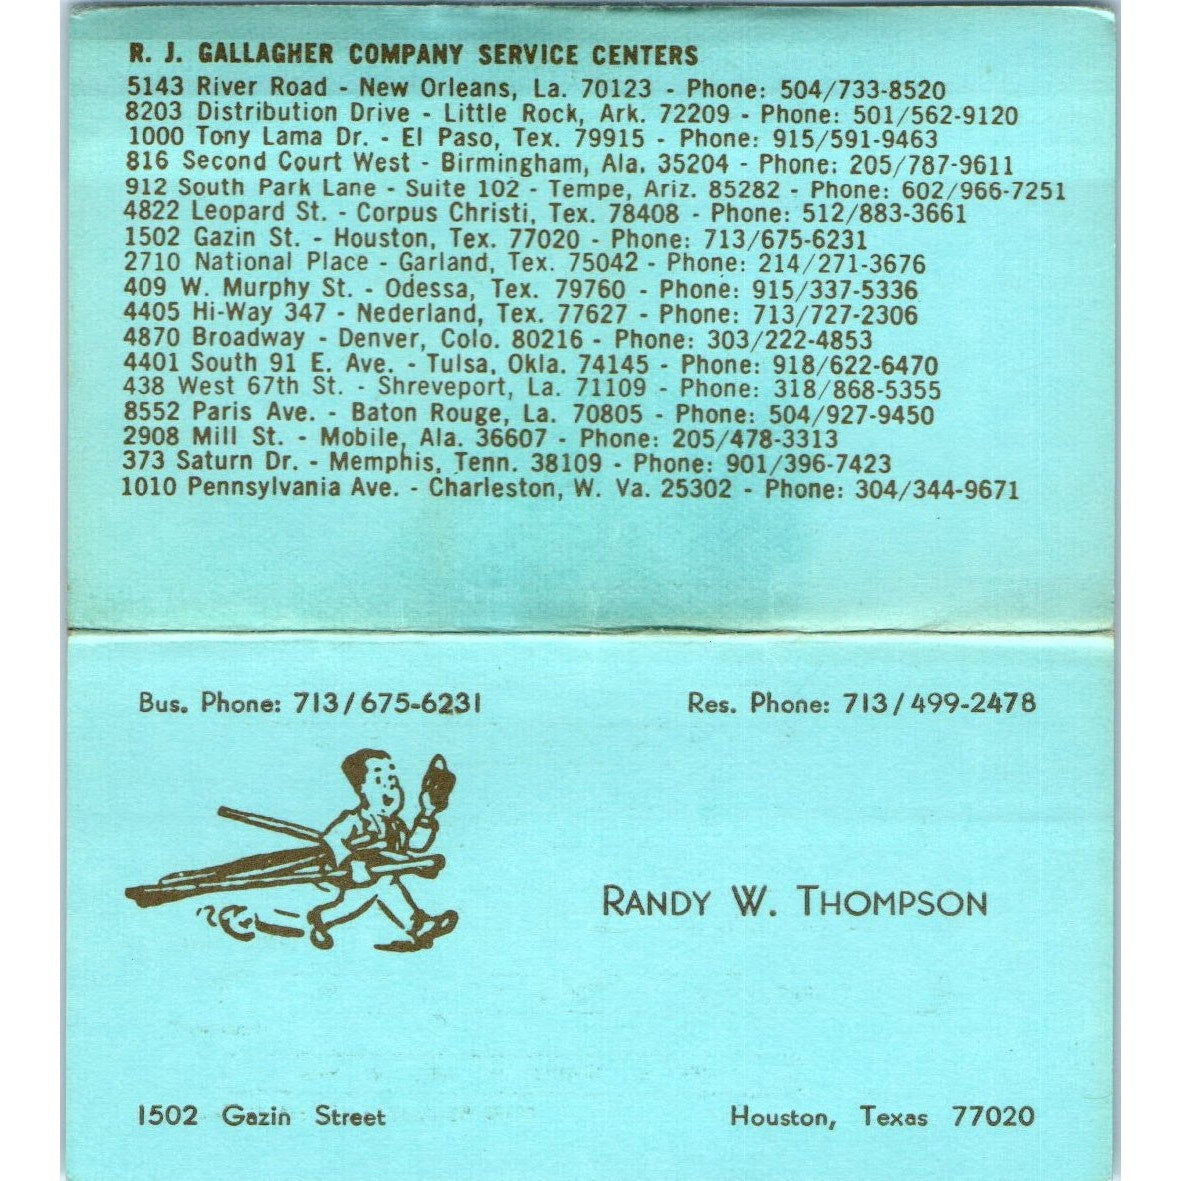 R. J. GALLAGHER COMPANY SERVICE CENTERS
5143 River Road - New Orleans, La. 70123 - Phone: 504/733-8520
8203 Distribution Drive - Little Rock, Ark. 72209 - Phone: 501/562-9120
1000 Tony Lama Dr. - El Paso, Tex. 79915 - Phone: 915/591-9463
816 Second Court West - Birmingham, Ala. 35204 - Phone: 205/787-9611
912 South Park Lane - Suite 102 - Tempe, Ariz. 85282 - Phone: 602/966-7251
4822 Leopard St. - Corpus Christi, Tex. 78408 - Phone: 512/883-3661
1502 Gazin St. - Houston, Tex. 77020 - Phone: 713/675-6231
2710 National Place - Garland, Tex. 75042 - Phone: 214/271-3676
409 W. Murphy St. - Odessa, Tex. 79760 - Phone: 915/337-5336
4405 Hi-Way 347 - Nederland, Tex. 77627 - Phone: 713/727-2306
4870 Broadway - Denver, Colo. 80216 - Phone: 303/222-4853
4401 South 91 E. Ave. - Tulsa, Okla. 74145 - Phone: 918/622-6470
438 West 67th St. - Shreveport, La. 71109 - Phone: 318/868-5355
8552 Paris Ave. - Baton Rouge, La. 70805 - Phone: 504/927-9450
2908 Mill St. - Mobile, Ala. 36607 - Phone: 205/478-3313
373 Saturn Dr. - Memphis, Tenn. 38109 - Phone: 901/396-7423
1010 Pennsylvania Ave. - Charleston, W. Va. 25302 - Phone: 304/344-9671
Bus. Phone: 713/675-6231 Res. Phone: 713/499-2478
RANDY W. THOMPSON
1502 Gazin Street Houston, Texas 77020